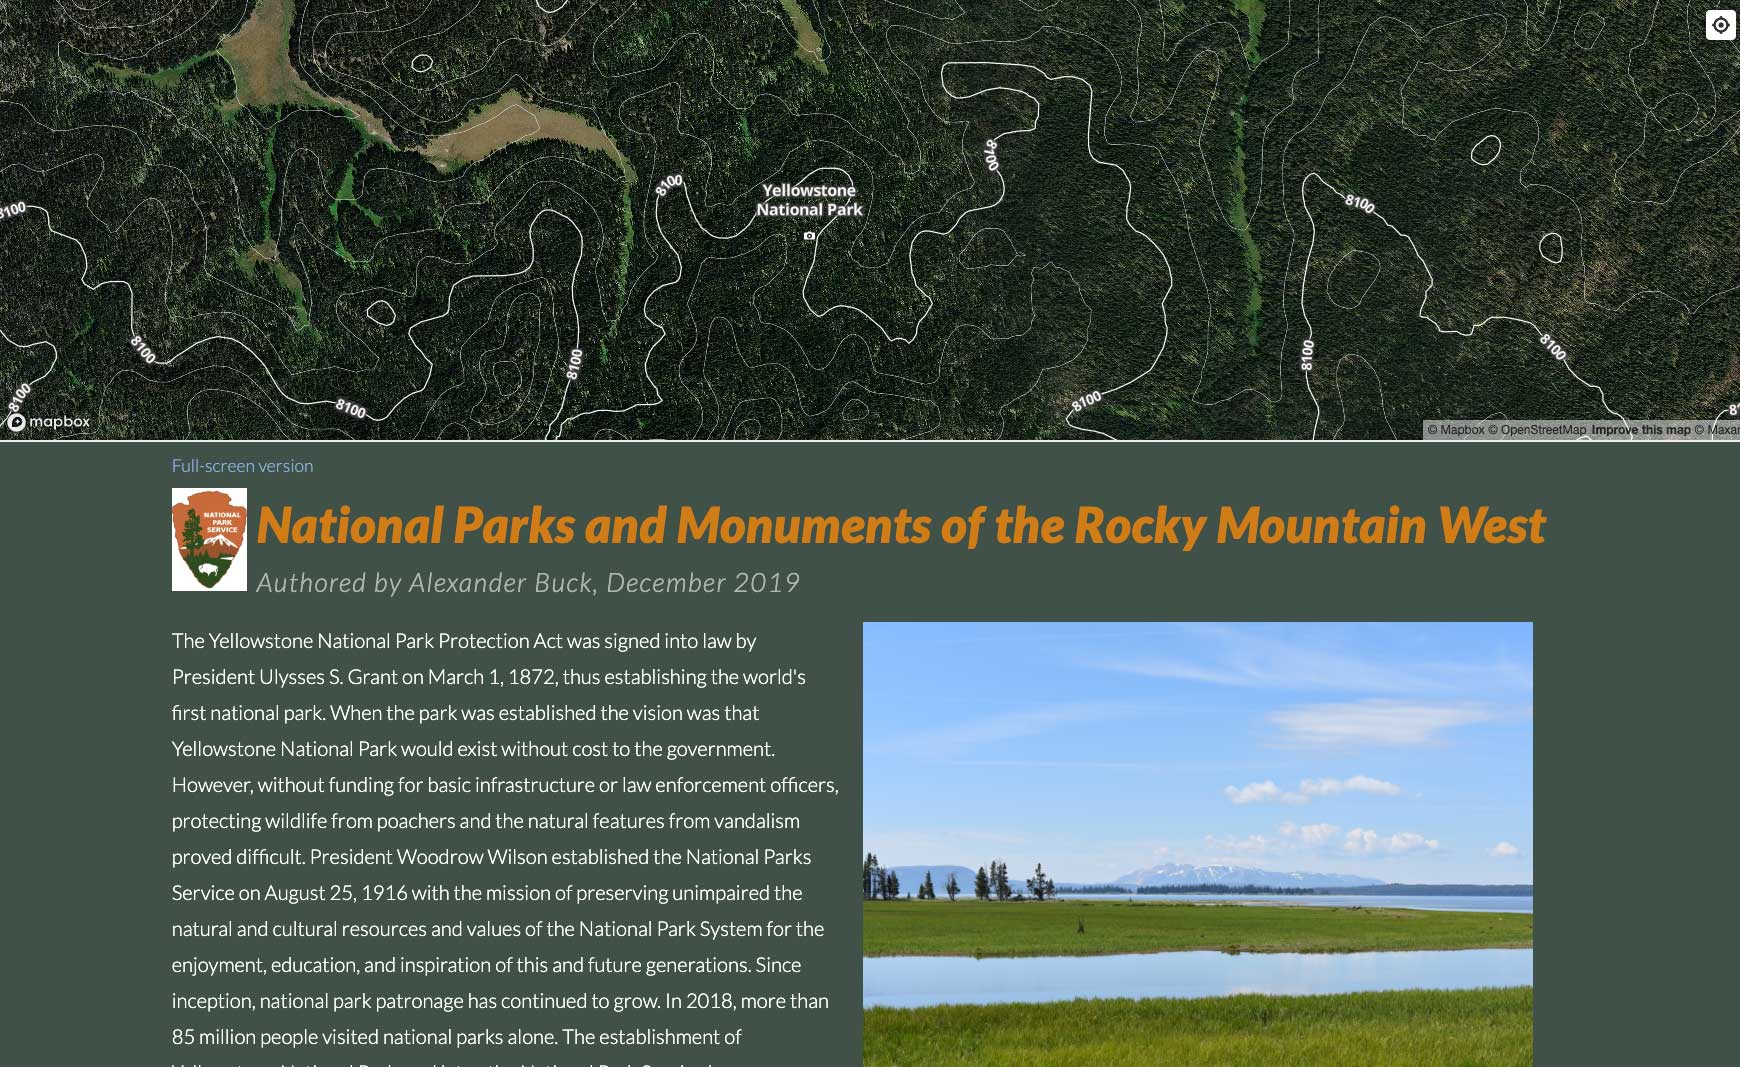 Yellowstone
National Park
8100
8700
8100
8100
8100
8100
8100
8100
8100
8100
8100
mapbox
© Mapbox © OpenStreetMap Improve this map © Maxar
Full-screen version
NATIONAL
PARK
SERVICE
National Parks and Monuments of the Rocky Mountain West
Authored by Alexander Buck, December 2019
The Yellowstone National Park Protection Act was signed into law by
President Ulysses S. Grant on March 1, 1872, thus establishing the world's
first national park. When the park was established the vision was that
Yellowstone National Park would exist without cost to the government.
However, without funding for basic infrastructure or law enforcement officers,
protecting wildlife from poachers and the natural features from vandalism
proved difficult. President Woodrow Wilson established the National Parks
Service on August 25, 1916 with the mission of preserving unimpaired the
natural and cultural resources and values of the National Park System for the
enjoyment, education, and inspiration of this and future generations. Since
inception, national park patronage has continued to grow. In 2018, more than
85 million people visited national parks alone. The establishment of